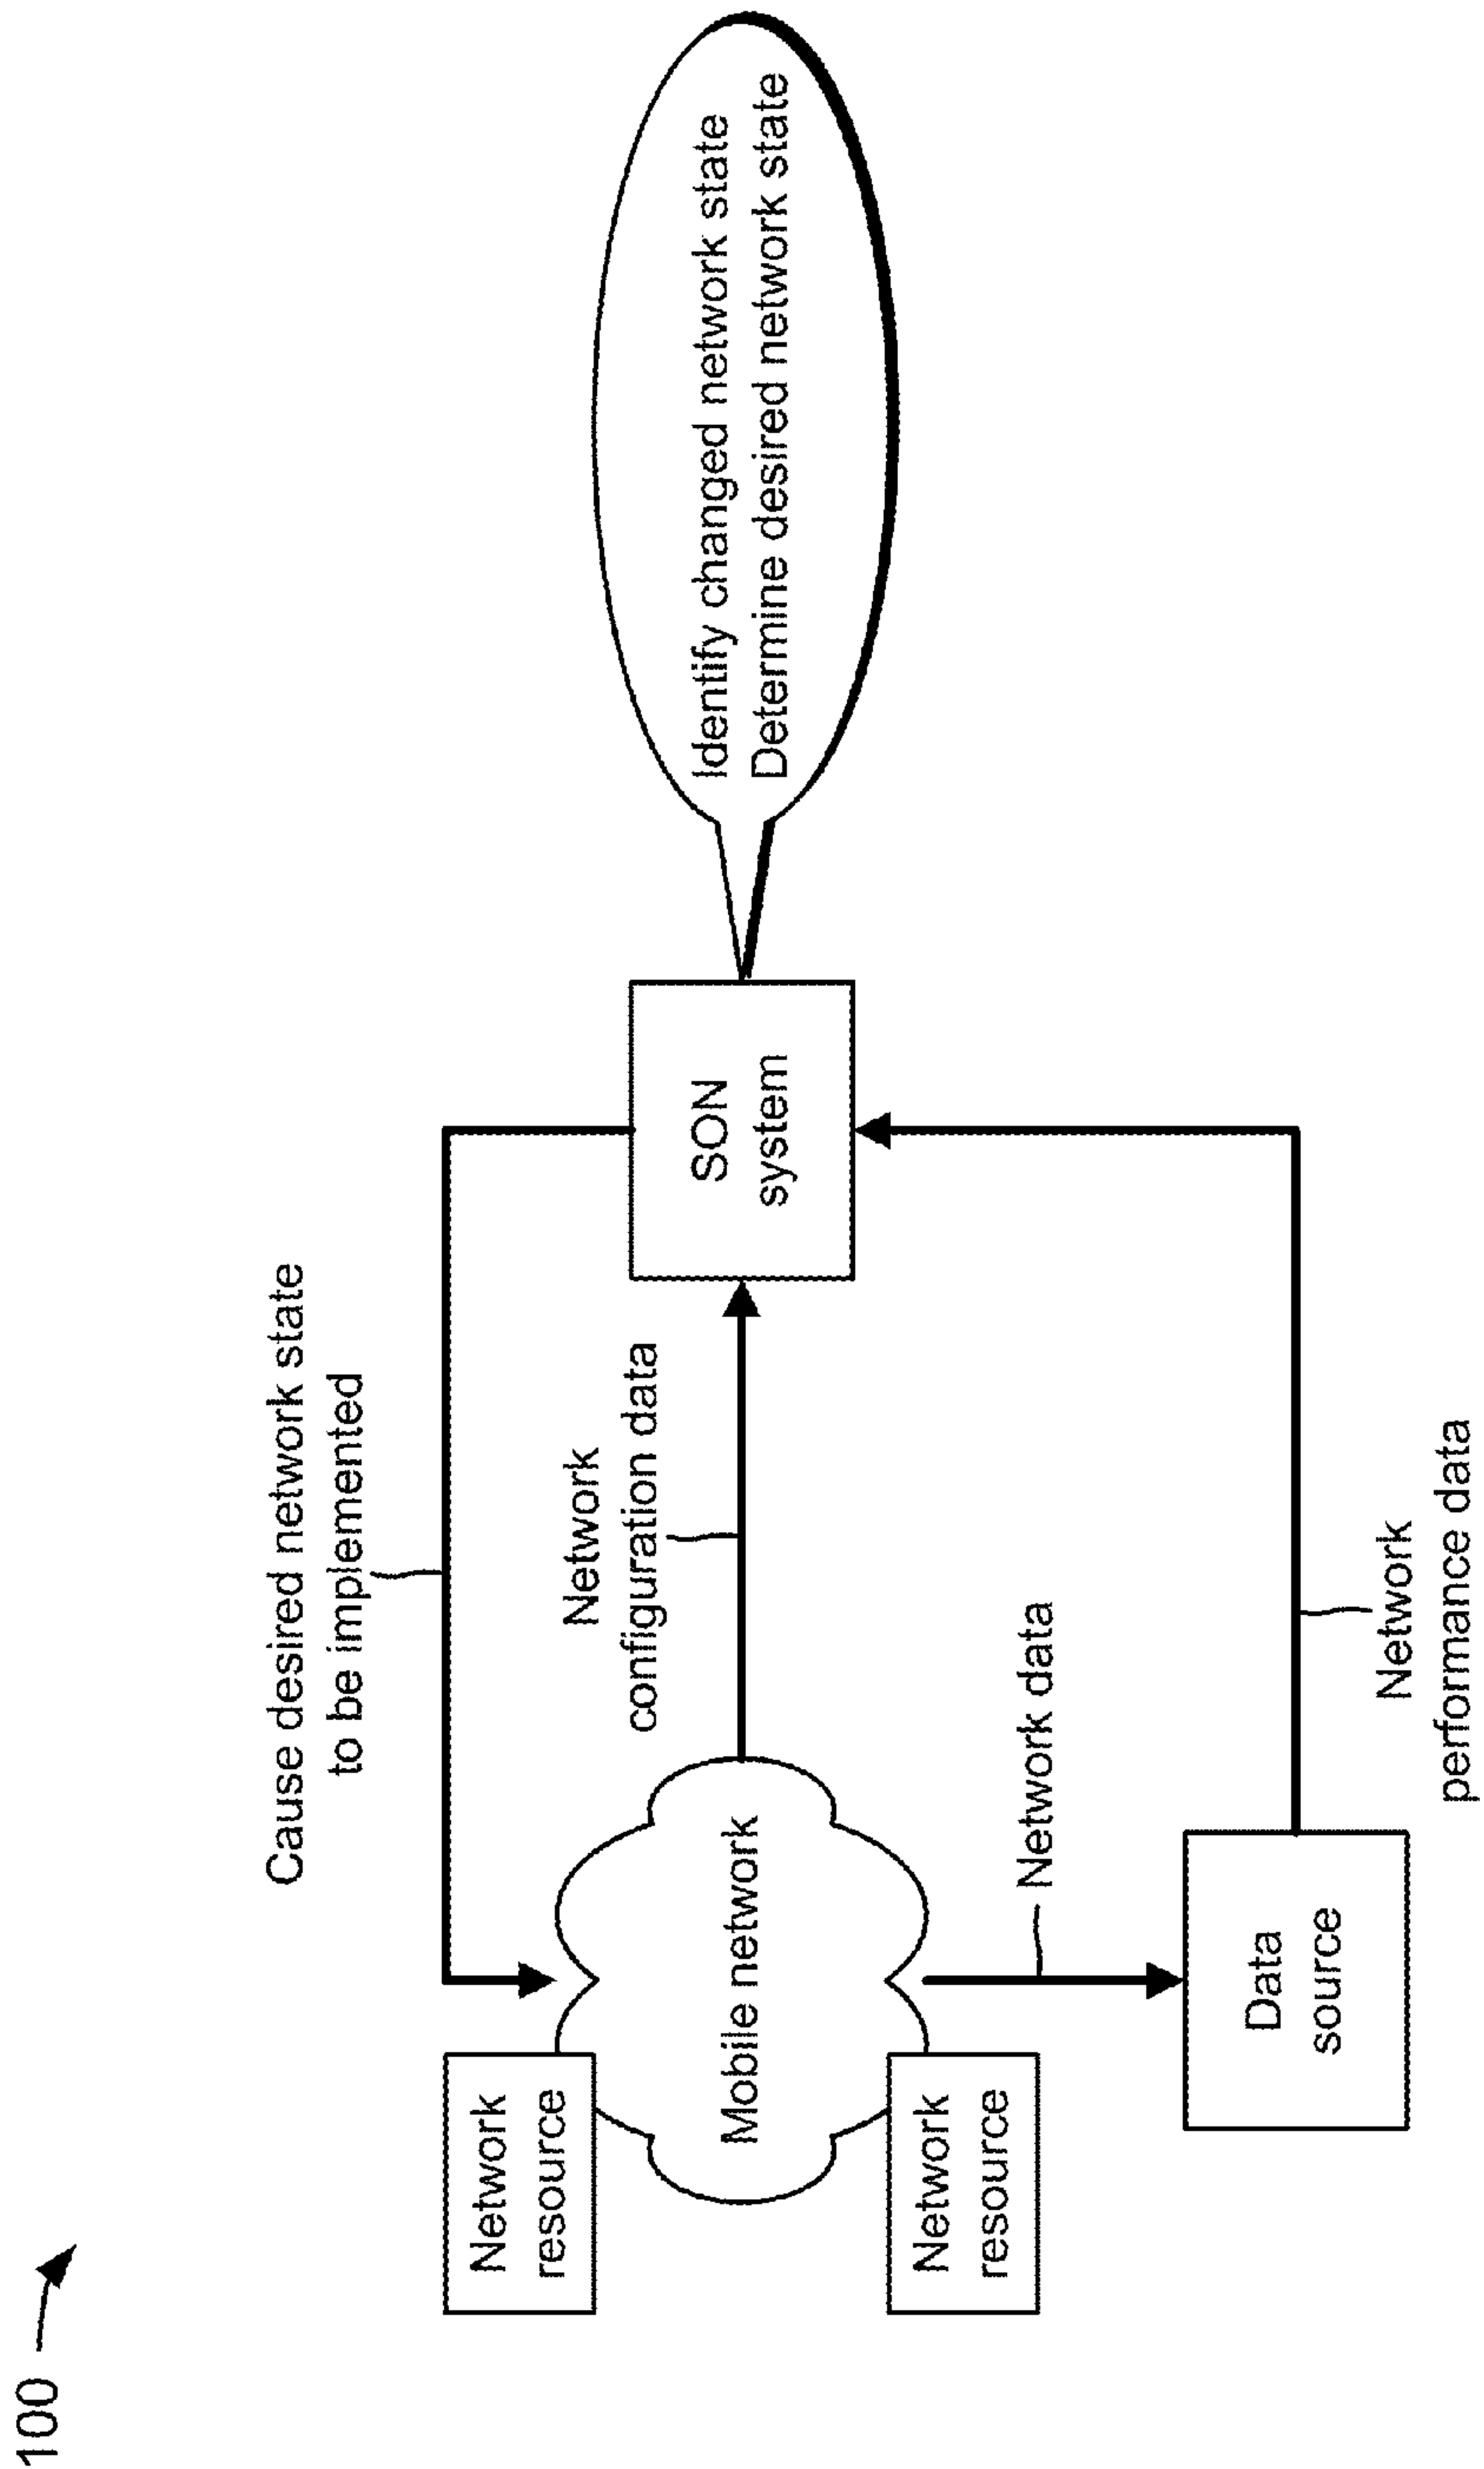 100
Cause desired network state
to be implemented
Network
resource
Network
configuration data
Mobile network
SON
system
Identify changed network state
Determine desired network state
Network
resource
Network data
Data
source
Network
performance data